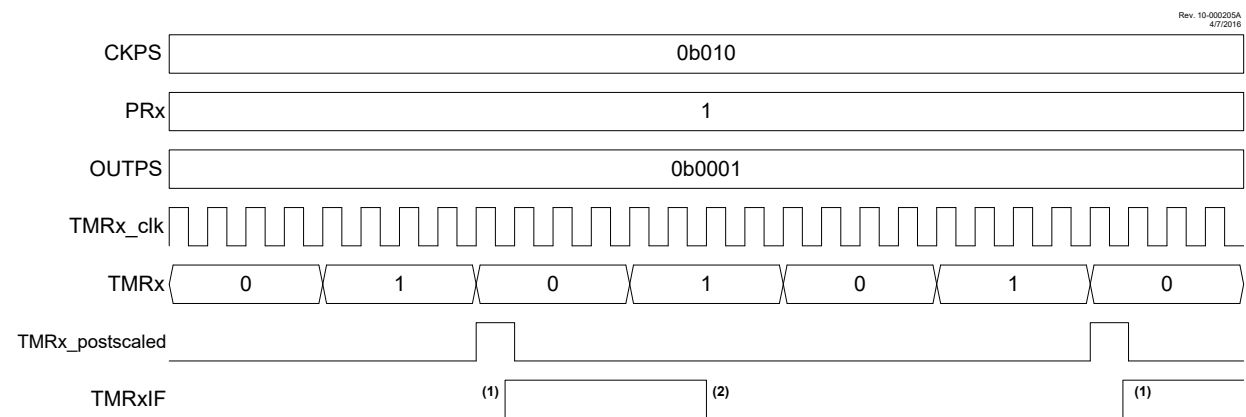 Rev. 10-000205A
4/7/2016
CKPS 0b010
PRx 1
OUTPS 0b0001
TMRx_clk
TMRx 0 1 0 1 0 1 0
TMRx_postscaled
TMRxIF (1) (2) (1)